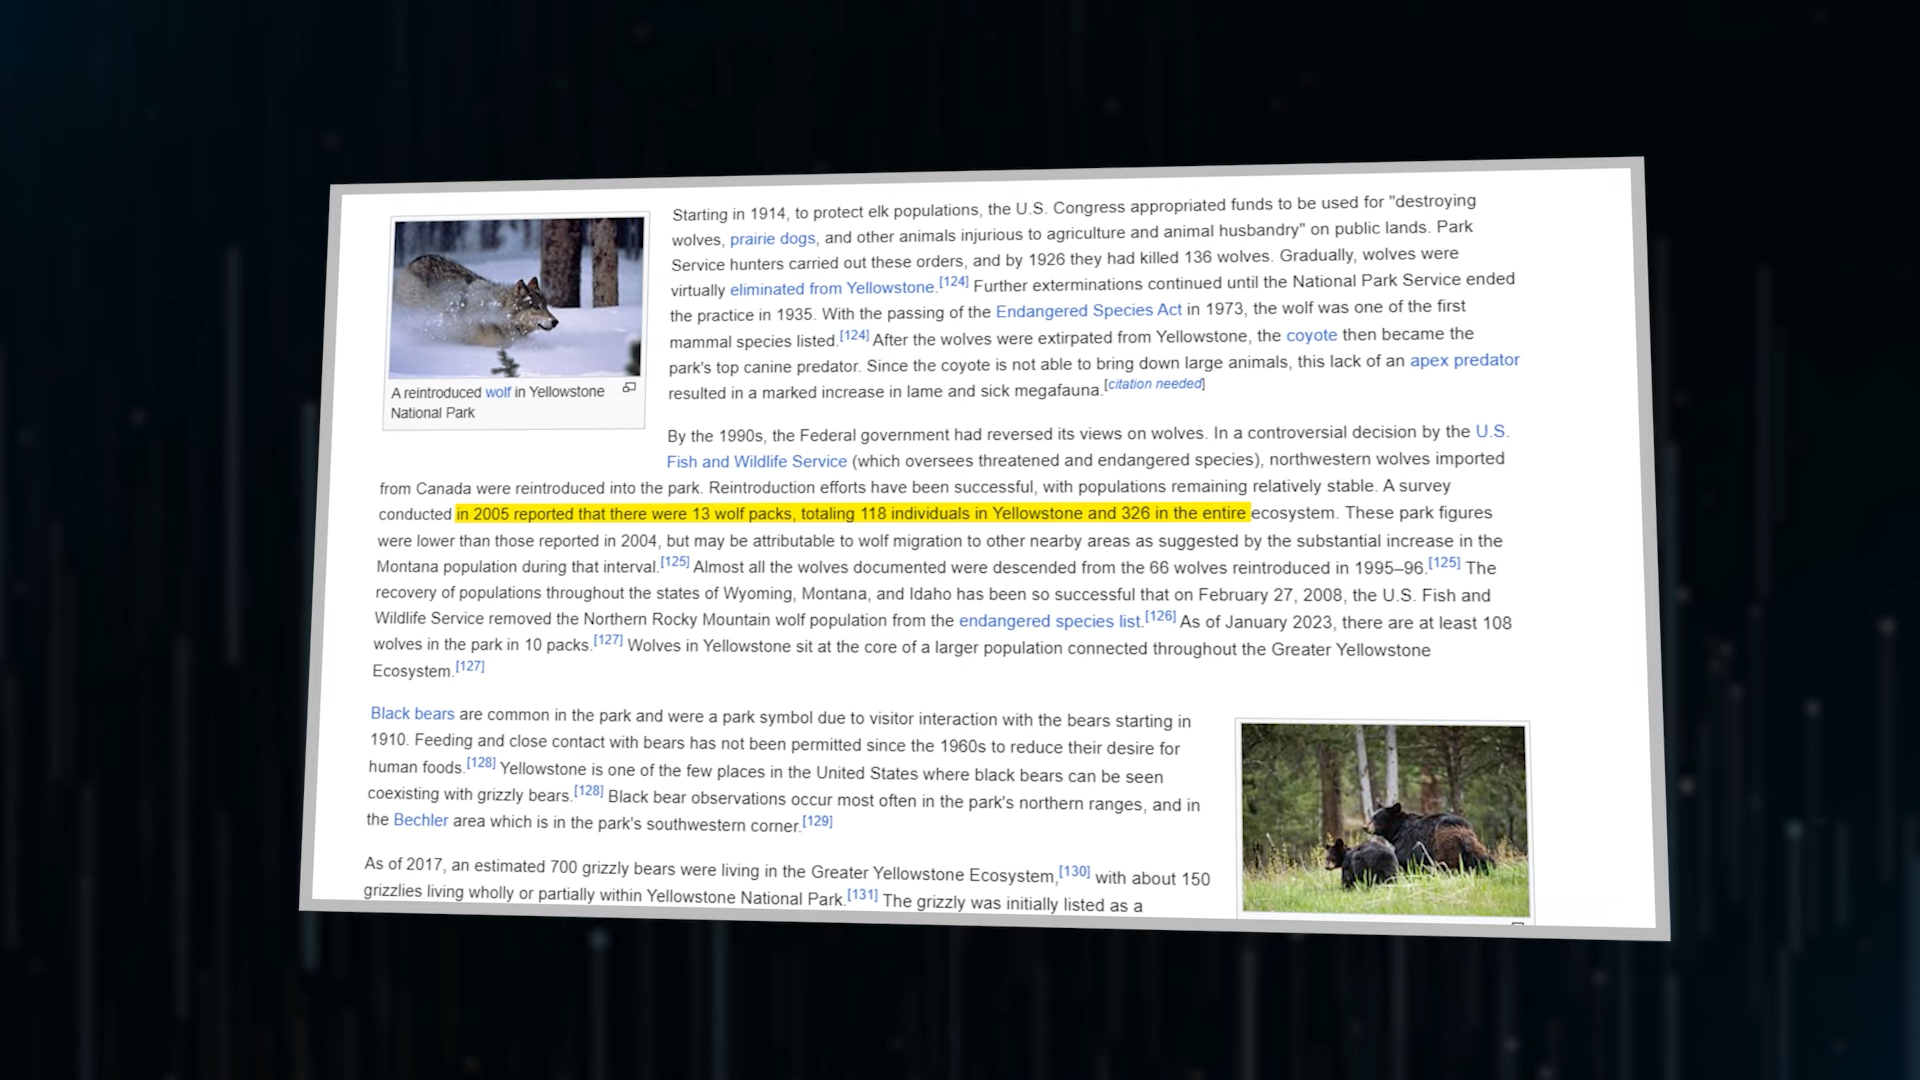 Starting in 1914, to protect elk populations, the U.S. Congress appropriated funds to be used for "destroying
wolves, prairie dogs, and other animals injurious to agriculture and animal husbandry" on public lands. Park
Service hunters carried out these orders, and by 1926 they had killed 136 wolves. Gradually, wolves were
virtually eliminated from Yellowstone.[124] Further exterminations continued until the National Park Service ended
the practice in 1935. With the passing of the Endangered Species Act in 1973, the wolf was one of the first
mammal species listed.[124] After the wolves were extirpated from Yellowstone, the coyote then became the
park's top canine predator. Since the coyote is not able to bring down large animals, this lack of an apex predator
resulted in a marked increase in lame and sick megafauna.[citation needed]
A reintroduced wolf in Yellowstone
National Park
By the 1990s, the Federal government had reversed its views on wolves. In a controversial decision by the U.S.
Fish and Wildlife Service (which oversees threatened and endangered species), northwestern wolves imported
from Canada were reintroduced into the park. Reintroduction efforts have been successful, with populations remaining relatively stable. A survey
conducted in 2005 reported that there were 13 wolf packs, totaling 118 individuals in Yellowstone and 326 in the entire ecosystem. These park figures
were lower than those reported in 2004, but may be attributable to wolf migration to other nearby areas as suggested by the substantial increase in the
Montana population during that interval.[125] Almost all the wolves documented were descended from the 66 wolves reintroduced in 1995–96.[125] The
recovery of populations throughout the states of Wyoming, Montana, and Idaho has been so successful that on February 27, 2008, the U.S. Fish and
Wildlife Service removed the Northern Rocky Mountain wolf population from the endangered species list.[126] As of January 2023, there are at least 108
wolves in the park in 10 packs.[127] Wolves in Yellowstone sit at the core of a larger population connected throughout the Greater Yellowstone
Ecosystem.[127]
Black bears are common in the park and were a park symbol due to visitor interaction with the bears starting in
1910. Feeding and close contact with bears has not been permitted since the 1960s to reduce their desire for
human foods.[128] Yellowstone is one of the few places in the United States where black bears can be seen
coexisting with grizzly bears.[128] Black bear observations occur most often in the park's northern ranges, and in
the Bechler area which is in the park's southwestern corner.[129]
As of 2017, an estimated 700 grizzly bears were living in the Greater Yellowstone Ecosystem,[130] with about 150
grizzlies living wholly or partially within Yellowstone National Park.[131] The grizzly was initially listed as a